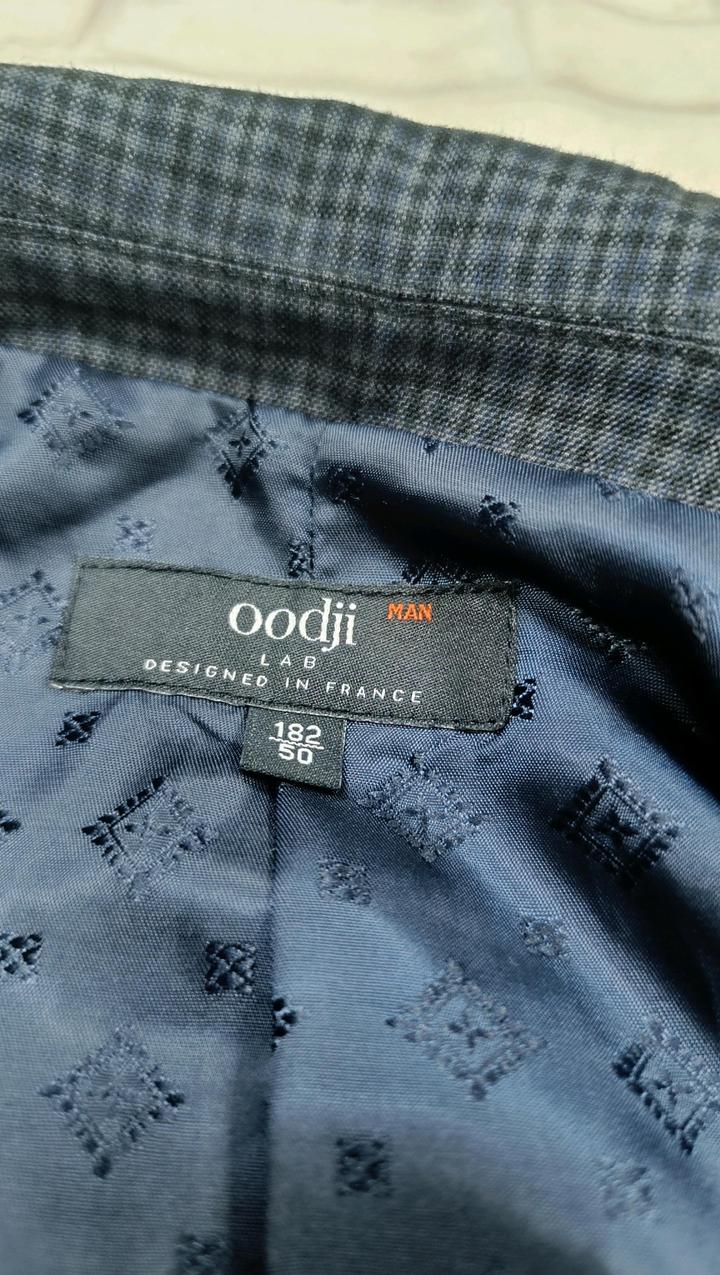 oodji MAN
LAB
DESIGNED IN FRANCE
182
50